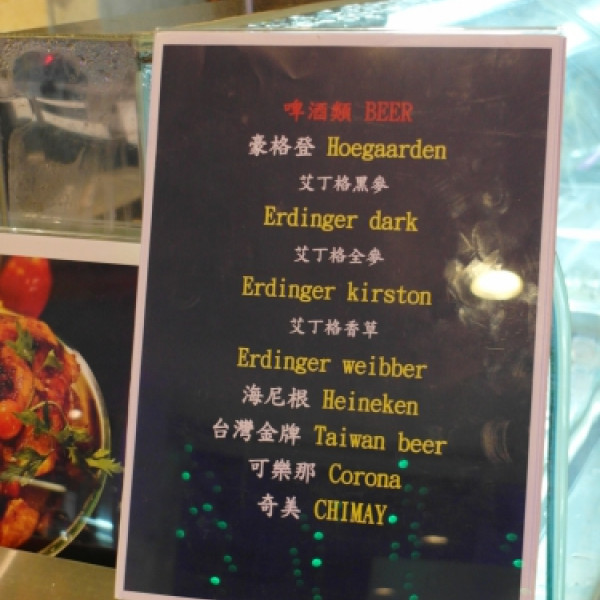 啤酒類 BEER
豪格登 Hoegaarden
艾丁格黑麥
Erdinger dark
艾丁格全麥
Erdinger kirston
艾丁格香草
Erdinger weibber
海尼根 Heineken
台灣金牌 Taiwan beer
可樂那 Corona
奇美 CHIMAY